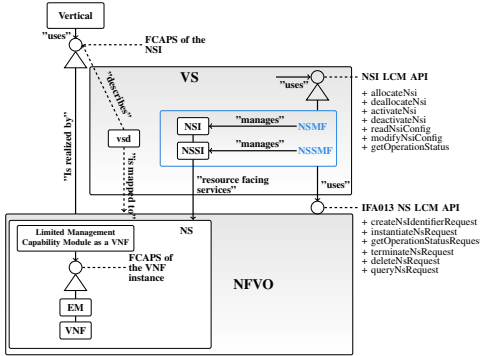 Vertical
"uses"
FCAPS of the
NSI
VS
"uses"
NSI LCM API
+ allocateNsi
+ deallocateNsi
+ activateNsi
+ deactivateNsi
+ readNsiConfig
+ modifyNsiConfig
+ getOperationStatus
"describes"
"manages"
NSI
NSMF
"manages"
NSSI
NSSMF
vsd
"Is realized by"
"Is mapped to"
"resource facing
services"
"uses"
IFA013 NS LCM API
+ createNsIdentifierRequest
+ instantiateNsRequest
+ getOperationStatusRequest
+ terminateNsRequest
+ deleteNsRequest
+ queryNsRequest
NS
Limited Management
Capability Module as a VNF
FCAPS of
the VNF
instance
NFVO
EM
VNF